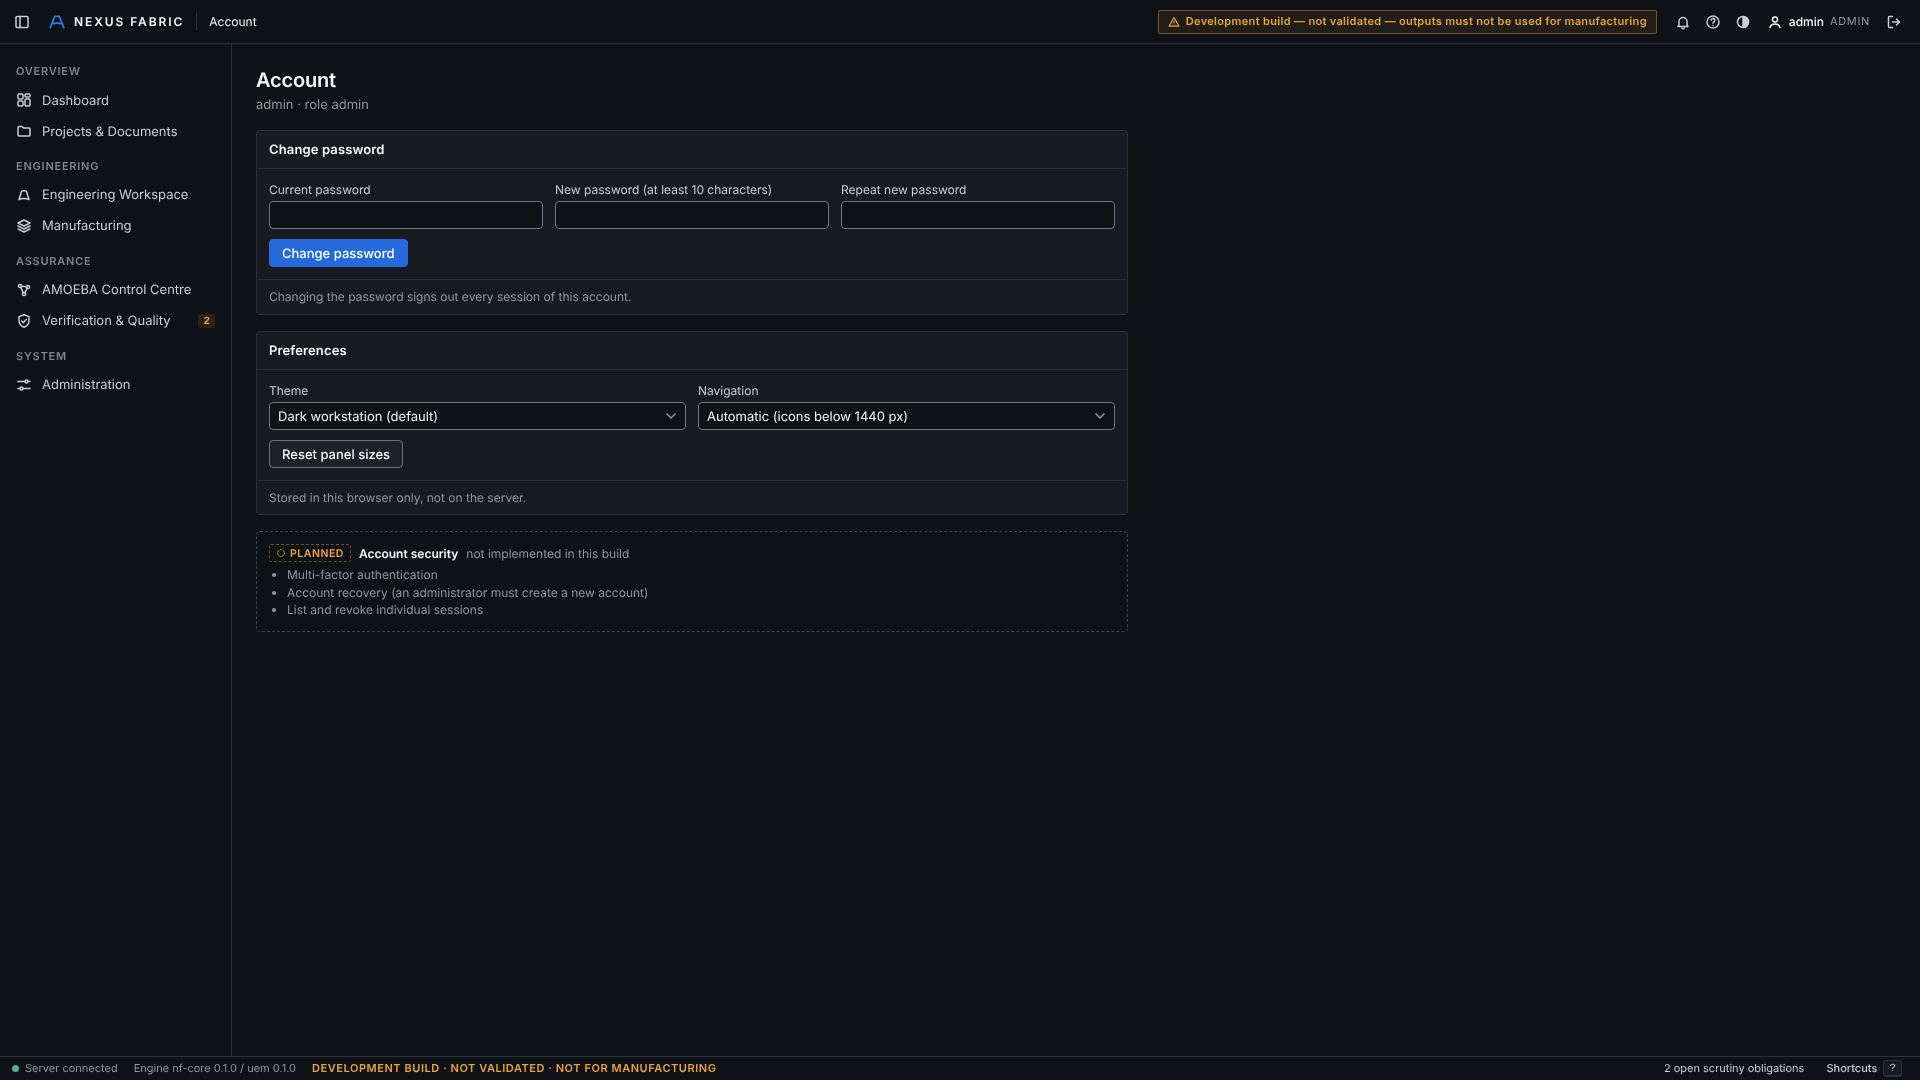 NEXUS FABRIC
Account
Development build — not validated — outputs must not be used for manufacturing
admin ADMIN
OVERVIEW
Dashboard
Projects & Documents
ENGINEERING
Engineering Workspace
Manufacturing
ASSURANCE
AMOEBA Control Centre
Verification & Quality 2
SYSTEM
Administration
Account
admin · role admin
Change password
Current password
New password (at least 10 characters)
Repeat new password
Change password
Changing the password signs out every session of this account.
Preferences
Theme
Navigation
Dark workstation (default)
Automatic (icons below 1440 px)
Reset panel sizes
Stored in this browser only, not on the server.
PLANNED Account security not implemented in this build
• Multi-factor authentication
• Account recovery (an administrator must create a new account)
• List and revoke individual sessions
Server connected
Engine nf-core 0.1.0 / uem 0.1.0
DEVELOPMENT BUILD · NOT VALIDATED · NOT FOR MANUFACTURING
2 open scrutiny obligations
Shortcuts ?